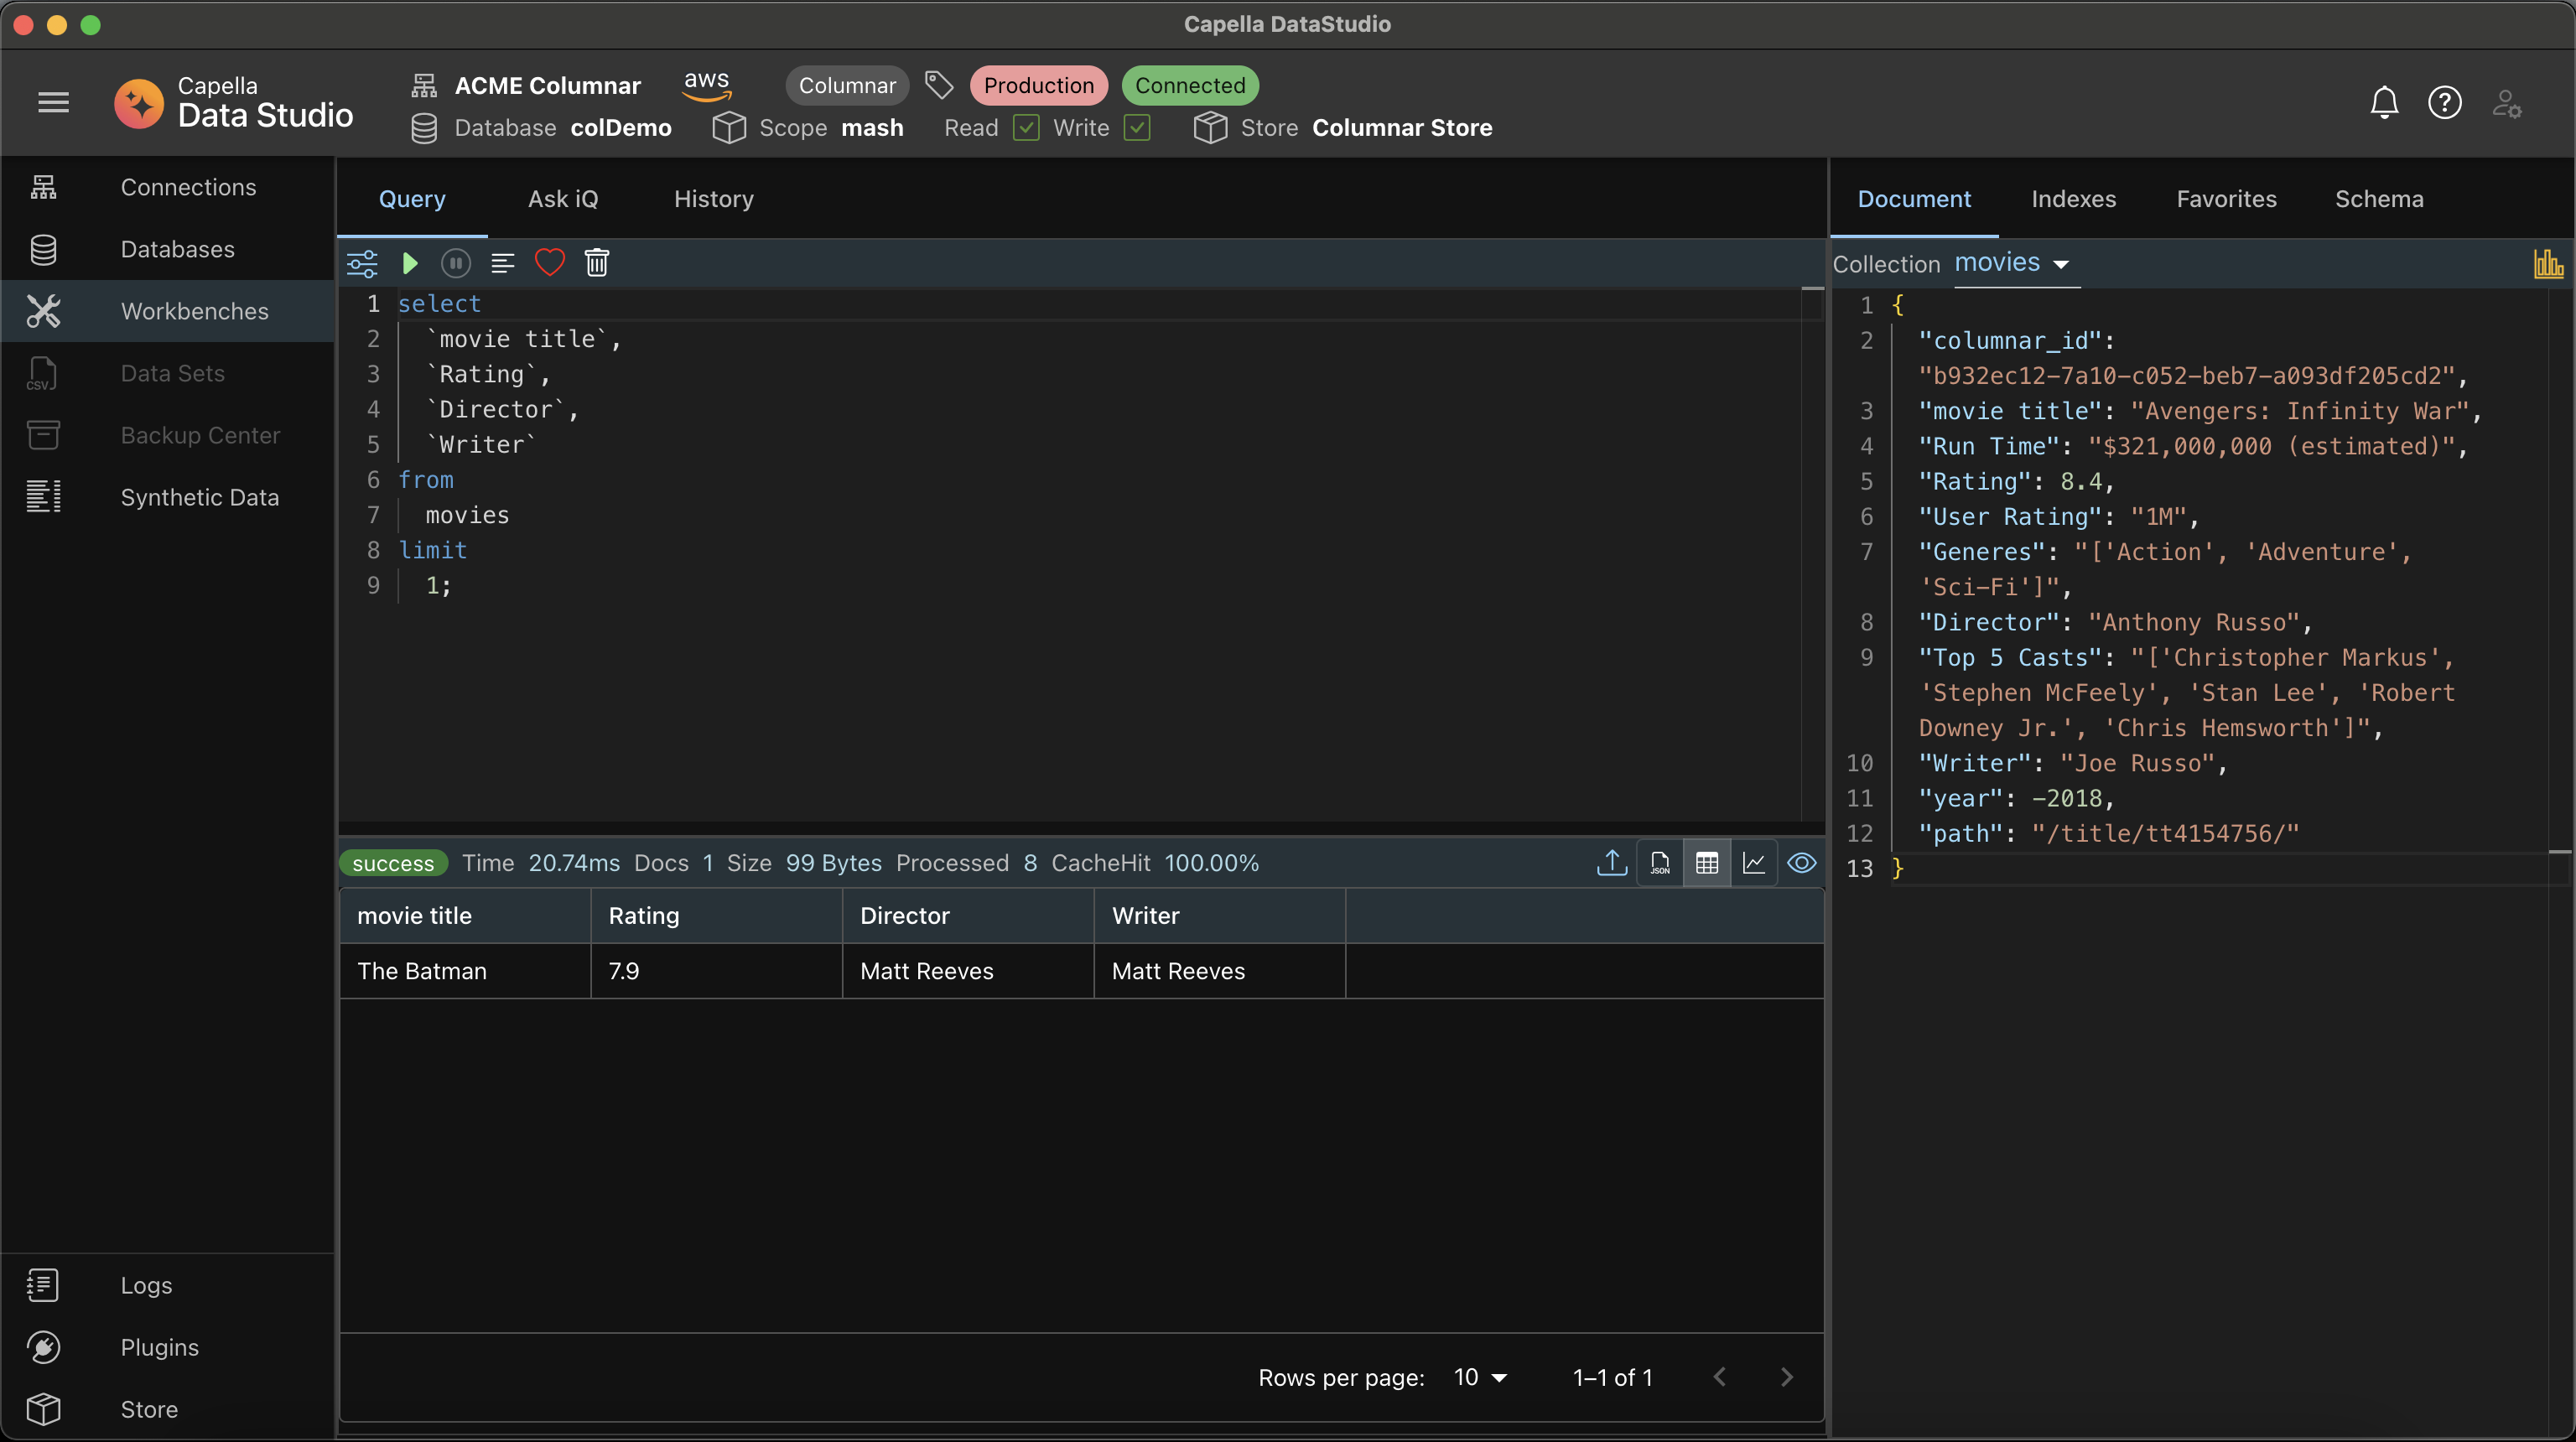 Capella DataStudio
Capella
Data Studio
ACME Columnar aws Columnar Production Connected
Database colDemo Scope mash Read Write Store Columnar Store
Connections
Databases
Workbenches
CSV Data Sets
Backup Center
Synthetic Data
Logs
Plugins
Store
Query Ask iQ History
1 select
2 `movie title`,
3 `Rating`,
4 `Director`,
5 `Writer`
6 from
7 movies
8 limit
9 1;
success Time 20.74ms Docs 1 Size 99 Bytes Processed 8 CacheHit 100.00% JSON
movie title Rating Director Writer
The Batman 7.9 Matt Reeves Matt Reeves
Rows per page: 10 1–1 of 1
Document Indexes Favorites Schema
Collection movies
1 {
2 "columnar_id":
"b932ec12-7a10-c052-beb7-a093df205cd2",
3 "movie title": "Avengers: Infinity War",
4 "Run Time": "$321,000,000 (estimated)",
5 "Rating": 8.4,
6 "User Rating": "1M",
7 "Generes": "['Action', 'Adventure',
'Sci-Fi']",
8 "Director": "Anthony Russo",
9 "Top 5 Casts": "['Christopher Markus',
'Stephen McFeely', 'Stan Lee', 'Robert
Downey Jr.', 'Chris Hemsworth']",
10 "Writer": "Joe Russo",
11 "year": -2018,
12 "path": "/title/tt4154756/"
13 }